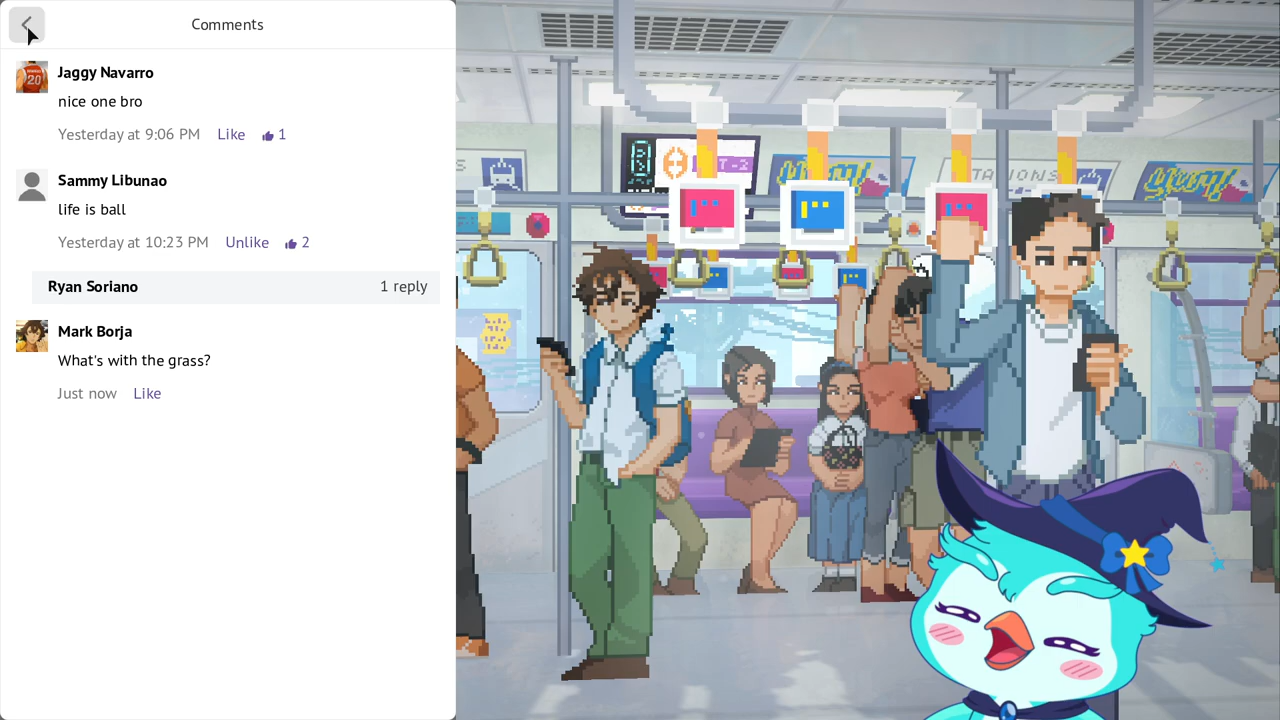 Comments
Jaggy Navarro
nice one bro
Yesterday at 9:06 PM Like 1
Sammy Libunao
life is ball
Yesterday at 10:23 PM Unlike 2
Ryan Soriano 1 reply
Mark Borja
What's with the grass?
Just now Like